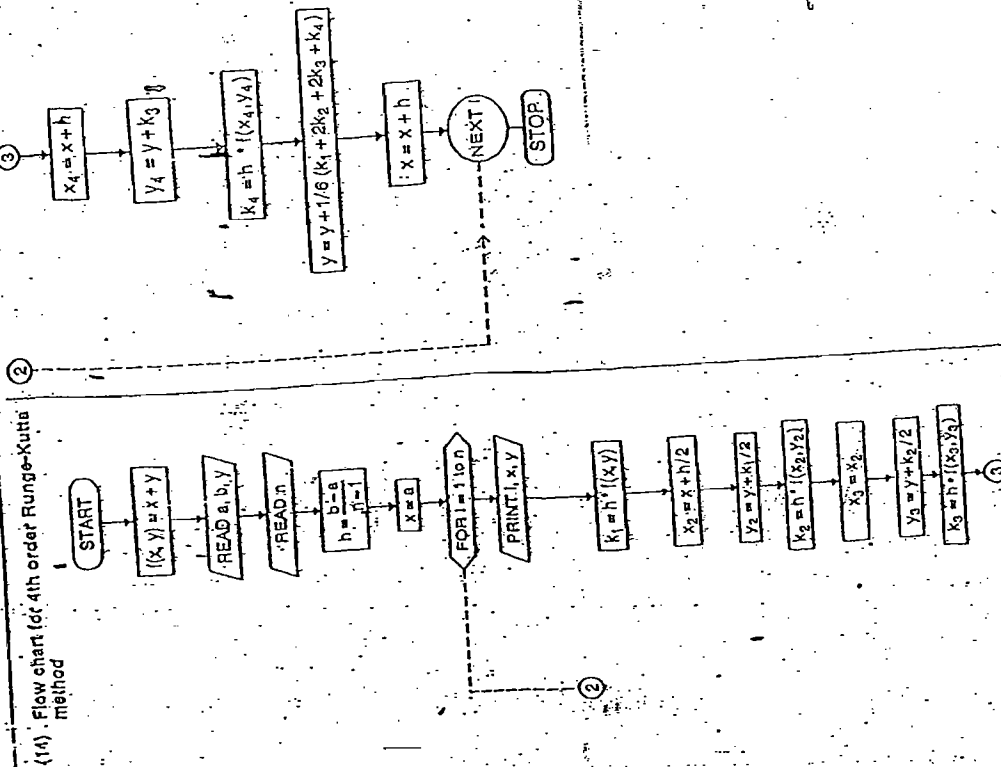 (14). Flow chart for 4th order Runge-Kutta
method
START
f(x, y) = x + y
READ a, b, y
READ n
h = b - a / n - 1
x = a
FOR I = 1 to n
PRINT I, x, y
k₁ = h * f(x, y)
x₂ = x + h/2
y₂ = y + k₁/2
k₂ = h * f(x₂, y₂)
x₃ = x₂
y₃ = y + k₂/2
k₃ = h * f(x₃, y₃)
3
2
2
3
x₄ = x + h
y₄ = y + k₃
k₄ = h * f(x₄, y₄)
y = y + 1/6 (k₁ + 2k₂ + 2k₃ + k₄)
x = x + h
NEXT I
STOP